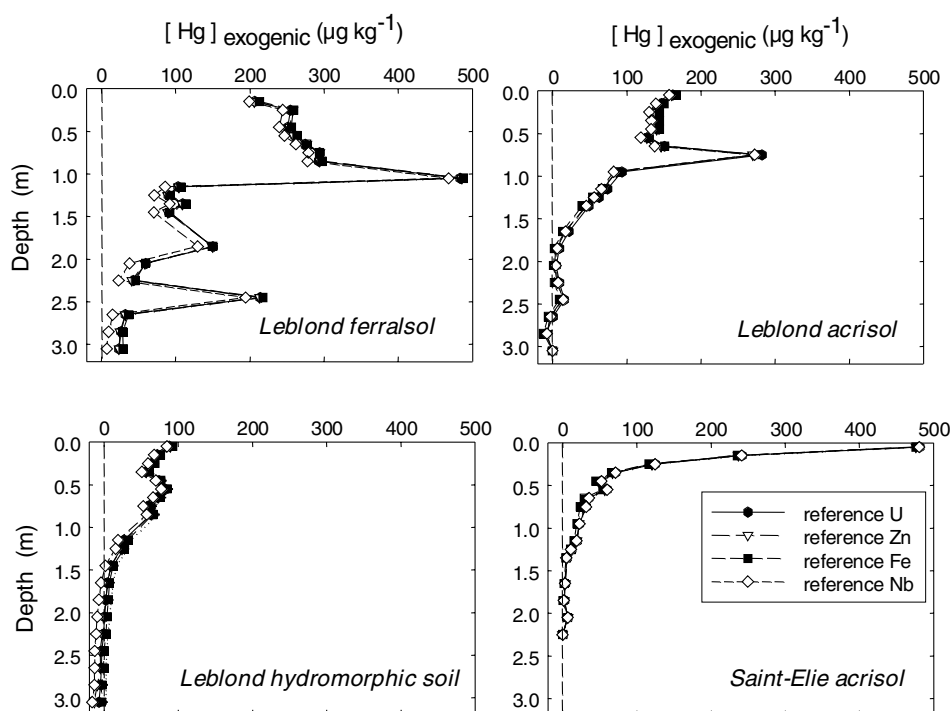 [ Hg ] exogenic (µg kg-1)
0 100 200 300 400 500
0.0
0.5
1.0
1.5
2.0
2.5
3.0
Depth (m)
Leblond ferralsol
[ Hg ] exogenic (µg kg-1)
0 100 200 300 400 500
0.0
0.5
1.0
1.5
2.0
2.5
3.0
Leblond acrisol
0 100 200 300 400 500
0.0
0.5
1.0
1.5
2.0
2.5
3.0
Depth (m)
Leblond hydromorphic soil
0 100 200 300 400 500
0.0
0.5
1.0
1.5
2.0
2.5
3.0
reference U
reference Zn
reference Fe
reference Nb
Saint-Elie acrisol